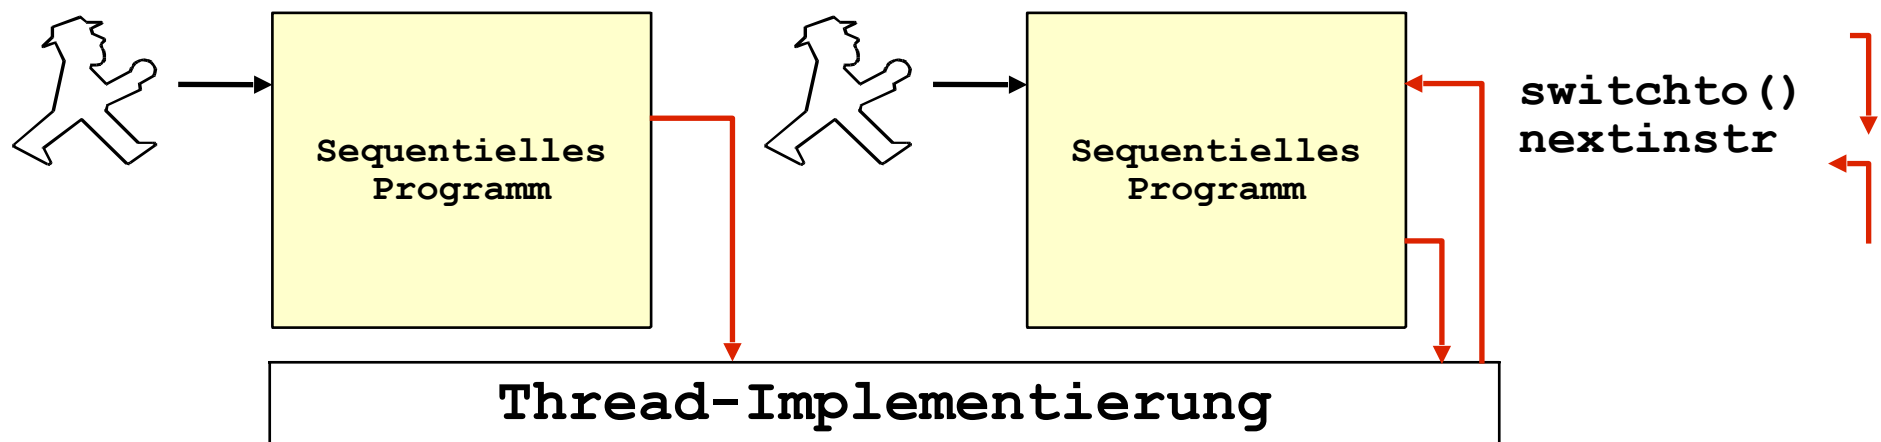 Sequentielles
Programm
Sequentielles
Programm
switchto()
nextinstr
Thread-Implementierung